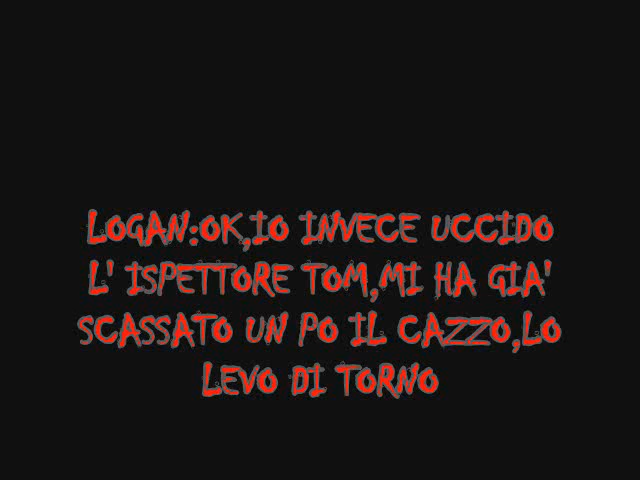 LOGAN:OK,IO INVECE UCCIDO
L' ISPETTORE TOM,MI HA GIA'
SCASSATO UN PO IL CAZZO,LO
LEVO DI TORNO